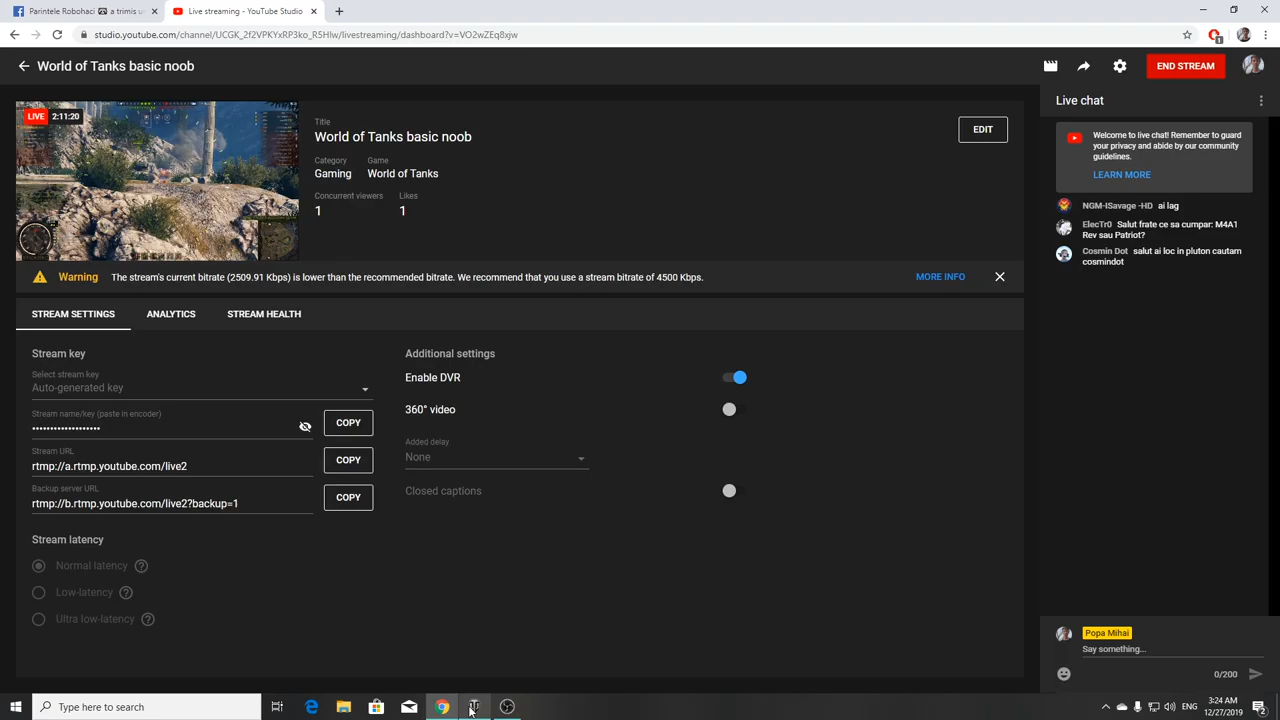 Parintele Robohaci
a trimis u
Live streaming - YouTube Studio
studio.youtube.com/channel/UCGK_2f2VPKYxRP3ko_R5HIw/livestreaming/dashboard?v=VO2wZEq8xjw
World of Tanks basic noob
END STREAM
LIVE 2:11:20
Title
World of Tanks basic noob
EDIT
Category Game
Gaming World of Tanks
Concurrent viewers Likes
1 1
Warning The stream's current bitrate (2509.91 Kbps) is lower than the recommended bitrate. We recommend that you use a stream bitrate of 4500 Kbps. MORE INFO
STREAM SETTINGS ANALYTICS STREAM HEALTH
Stream key
Select stream key
Auto-generated key
Stream name/key (paste in encoder)
••••••••••••••••••• COPY
Stream URL
rtmp://a.rtmp.youtube.com/live2 COPY
Backup server URL
rtmp://b.rtmp.youtube.com/live2?backup=1 COPY
Stream latency
Normal latency
Low-latency
Ultra low-latency
Additional settings
Enable DVR
360° video
Added delay
None
Closed captions
Live chat
Welcome to live chat! Remember to guard
your privacy and abide by our community
guidelines.
LEARN MORE
NGM-ISavage -HD ai lag
ElecTr0 Salut frate ce sa cumpar: M4A1
Rev sau Patriot?
Cosmin Dot salut ai loc in pluton cautam
cosmindot
Popa Mihai
Say something...
0/200
Type here to search
ENG
3:24 AM
12/27/2019
2